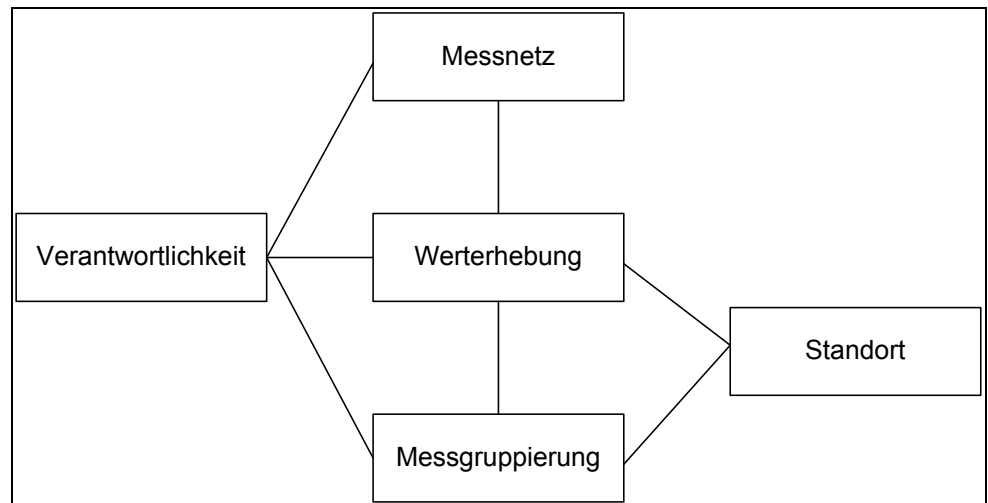 Messnetz
Verantwortlichkeit
Werterhebung
Standort
Messgruppierung